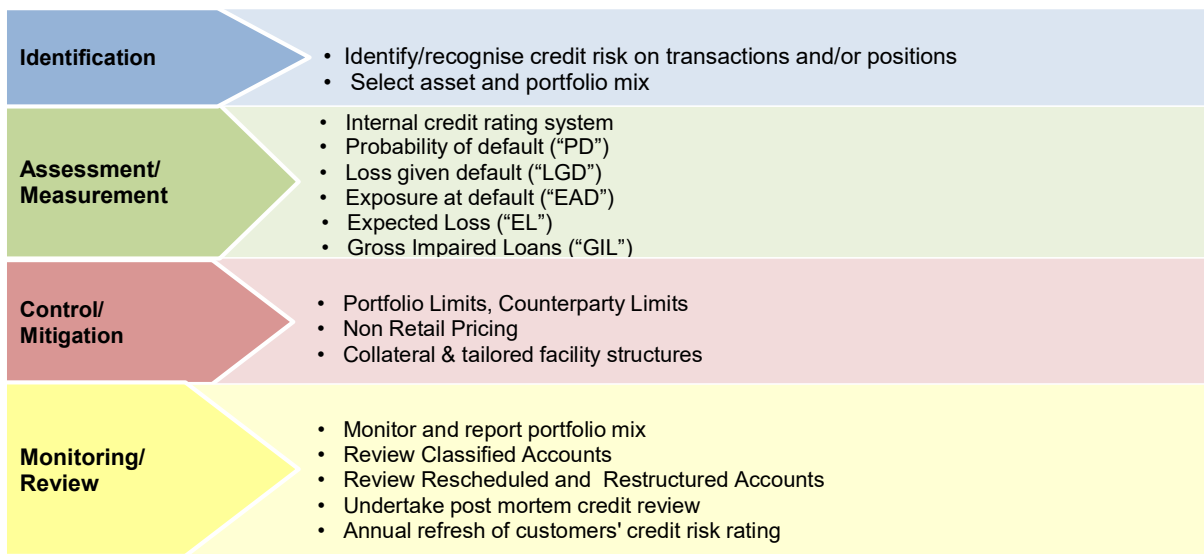 Identification
• Identify/recognise credit risk on transactions and/or positions
• Select asset and portfolio mix
Assessment/
Measurement
• Internal credit rating system
• Probability of default (“PD”)
• Loss given default (“LGD”)
• Exposure at default (“EAD”)
• Expected Loss (“EL”)
• Gross Impaired Loans (“GIL”)
Control/
Mitigation
• Portfolio Limits, Counterparty Limits
• Non Retail Pricing
• Collateral & tailored facility structures
Monitoring/
Review
• Monitor and report portfolio mix
• Review Classified Accounts
• Review Rescheduled and Restructured Accounts
• Undertake post mortem credit review
• Annual refresh of customers' credit risk rating